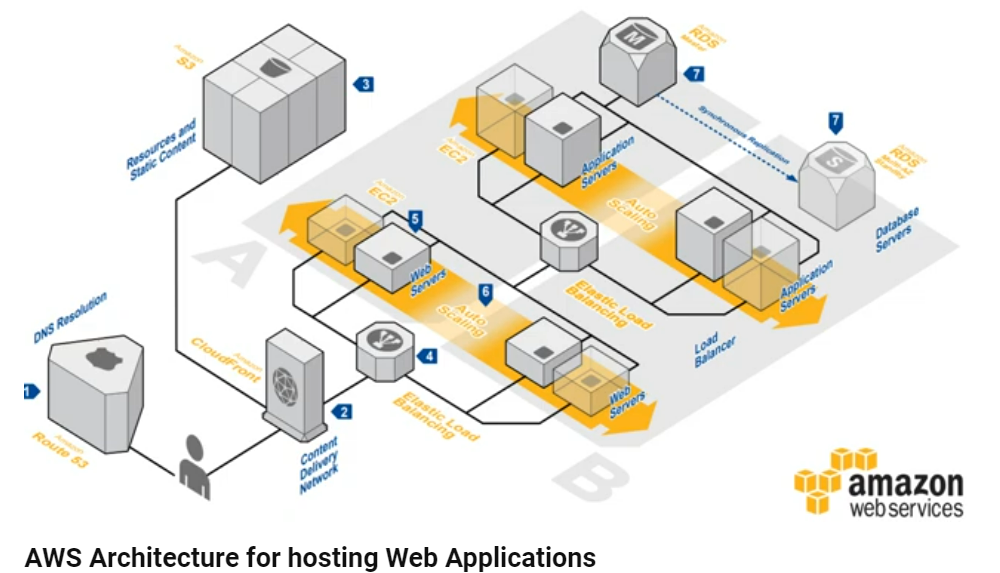 Amazon
S3
3
Resources and
Static Content
Amazon
RDS
Master
M
7
Synchronous Replication
7
S
Amazon
RDS
Multi-AZ
Standby
Database
Servers
Amazon
EC2
Application
Servers
Auto
Scaling
Application
Servers
Elastic Load
Balancing
Load
Balancer
Amazon
EC2
5
Web
Servers
6
Auto
Scaling
Web
Servers
4
Elastic Load
Balancing
A
B
DNS Resolution
1
Amazon
Route 53
Amazon
CloudFront
2
Content
Delivery
Network
amazon
web services
AWS Architecture for hosting Web Applications